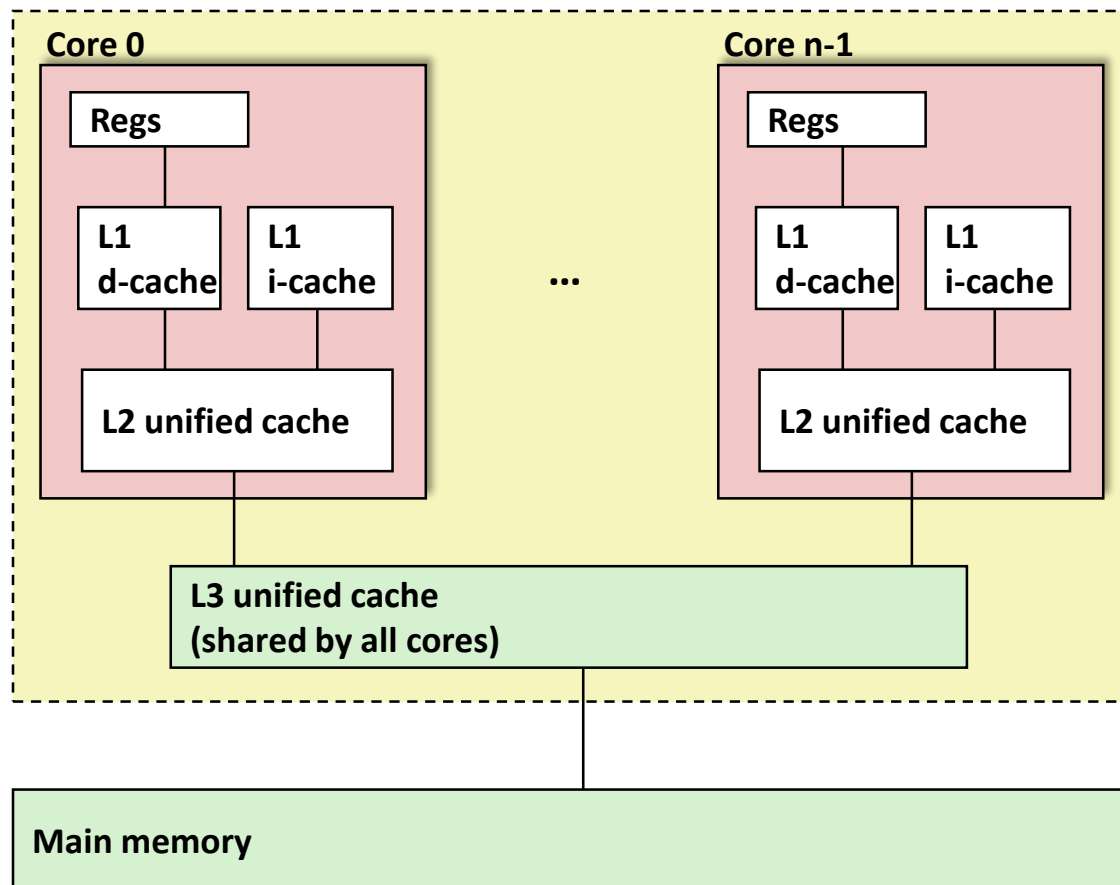 Core 0
Regs
L1
d-cache
L1
i-cache
L2 unified cache
...
Core n-1
Regs
L1
d-cache
L1
i-cache
L2 unified cache
L3 unified cache
(shared by all cores)
Main memory